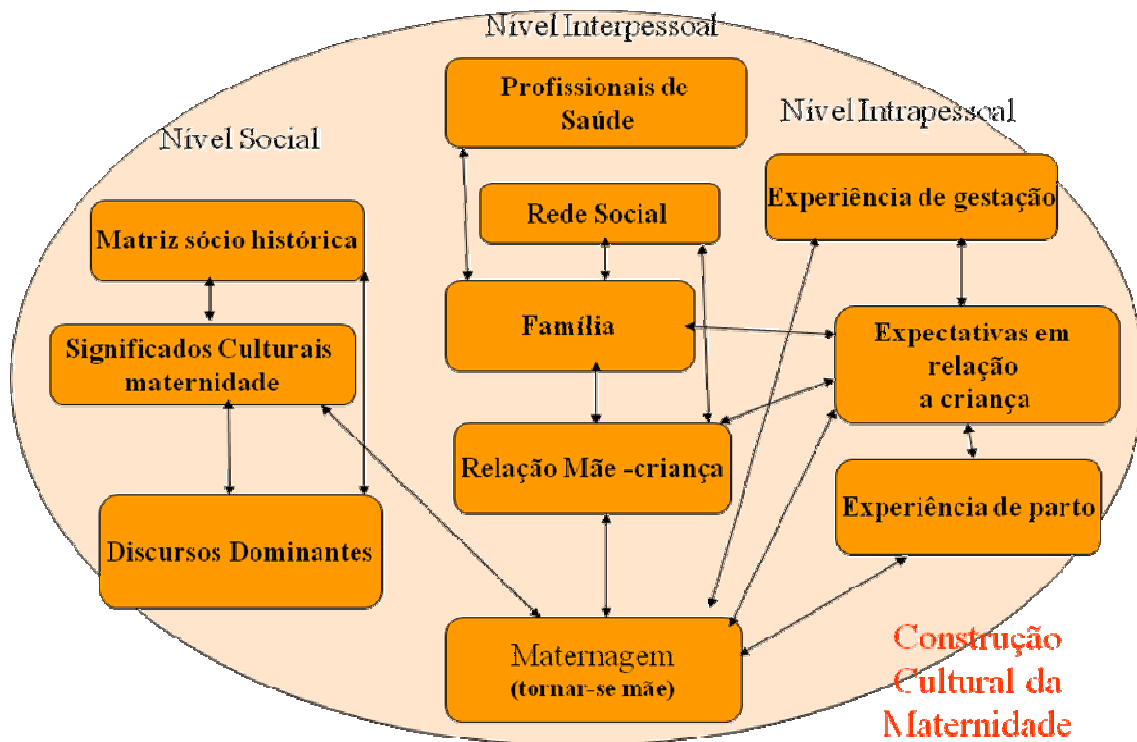 Nível Interpessoal
Profissionais de
Saúde
Nível Intrapessoal
Nível Social
Experiência de gestação
Rede Social
Matriz sócio histórica
Família
Expectativas em
relação
a criança
Significados Culturais
maternidade
Relação Mãe -criança
Experiência de parto
Discursos Dominantes
Maternagem
(tornar-se mãe)
Construção
Cultural da
Maternidade